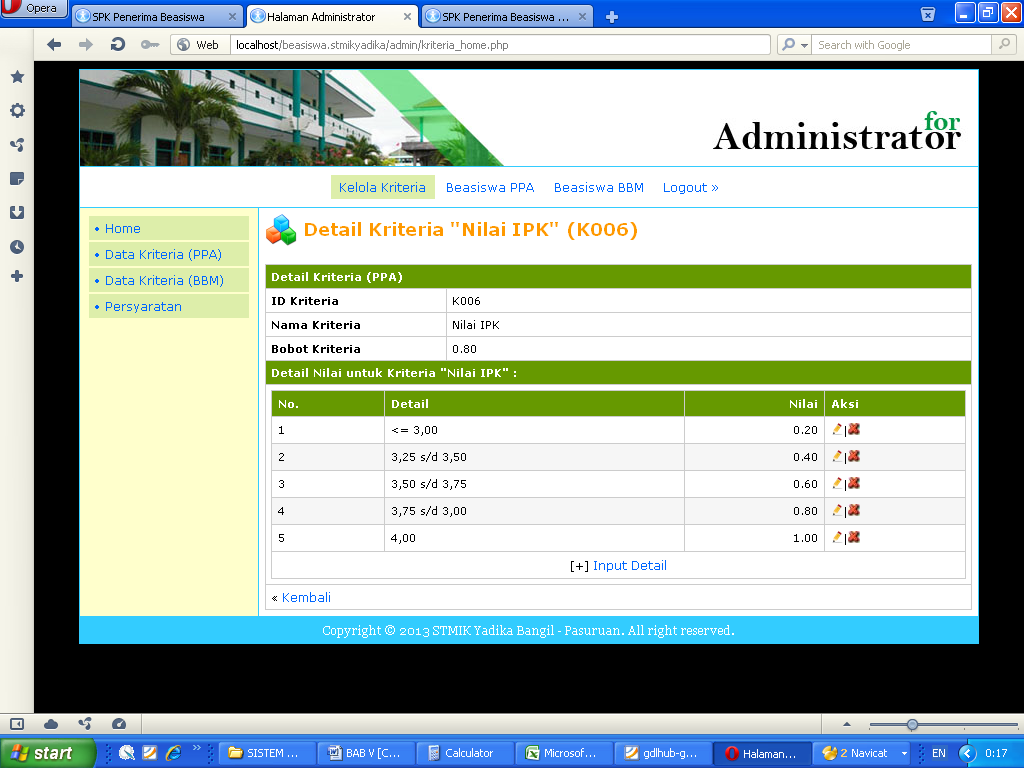 Opera
SPK Penerima Beasiswa
Halaman Administrator
SPK Penerima Beasiswa ...
Web
localhost/beasiswa.stmikyadika/admin/kriteria_home.php
Search with Google
for
Administrator
Kelola Kriteria
Beasiswa PPA
Beasiswa BBM
Logout »
• Home
• Data Kriteria (PPA)
• Data Kriteria (BBM)
• Persyaratan
Detail Kriteria "Nilai IPK" (K006)
Detail Kriteria (PPA)
ID Kriteria K006
Nama Kriteria Nilai IPK
Bobot Kriteria 0.80
Detail Nilai untuk Kriteria "Nilai IPK" :
No. Detail Nilai Aksi
1 <= 3,00 0.20 |
2 3,25 s/d 3,50 0.40 |
3 3,50 s/d 3,75 0.60 |
4 3,75 s/d 3,00 0.80 |
5 4,00 1.00 |
[+] Input Detail
« Kembali
Copyright © 2013 STMIK Yadika Bangil - Pasuruan. All right reserved.
start
SISTEM ...
BAB V [C...
Calculator
Microsof...
gdlhub-g...
Halaman...
2 Navicat
EN
0:17